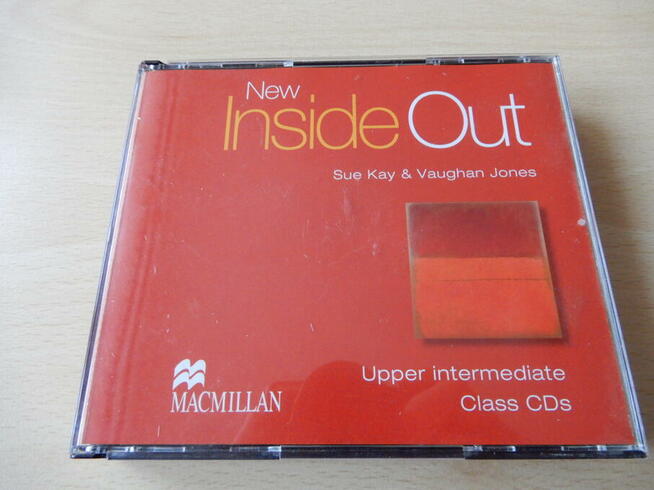 New
Inside Out
Sue Kay & Vaughan Jones
Upper intermediate
MACMILLAN
Class CDs